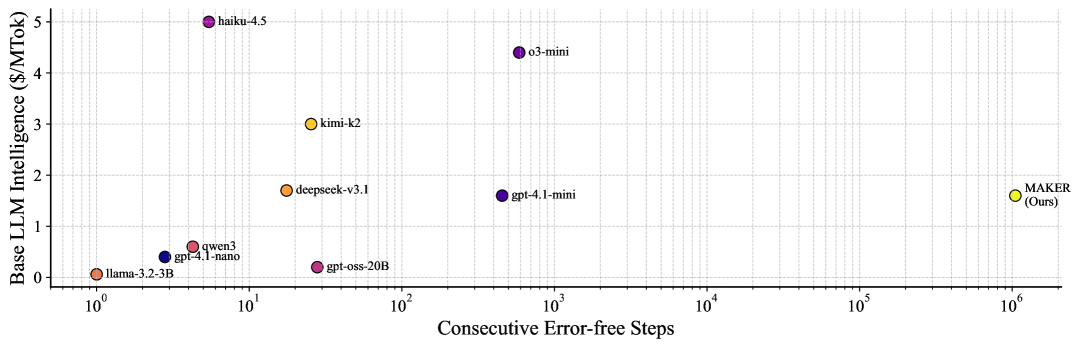 Base LLM Intelligence ($/MTok)
5
4
3
2
1
0
haiku-4.5
o3-mini
kimi-k2
deepseek-v3.1
gpt-4.1-mini
MAKER
(Ours)
qwen3
gpt-4.1-nano
gpt-oss-20B
llama-3.2-3B
10⁰ 10¹ 10² 10³ 10⁴ 10⁵ 10⁶
Consecutive Error-free Steps